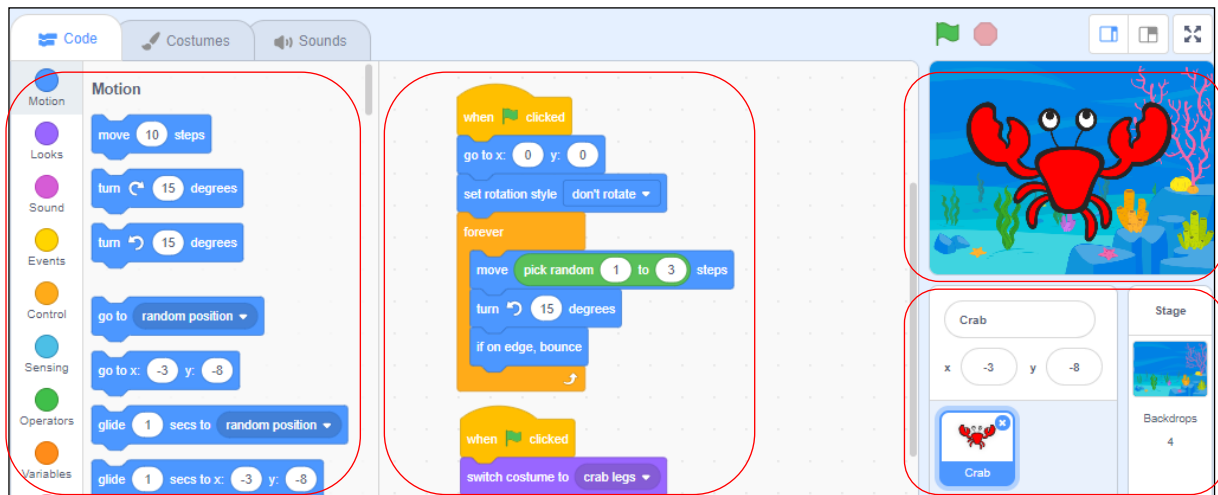 Code
Costumes
Sounds
Motion
Looks
Sound
Events
Control
Sensing
Operators
Variables
Motion
move 10 steps
turn 15 degrees
turn 15 degrees
go to random position
go to x: -3 y: -8
glide 1 secs to random position
glide 1 secs to x: -3 y: -8
when clicked
go to x: 0 y: 0
set rotation style don't rotate
forever
move pick random 1 to 3 steps
turn 15 degrees
if on edge, bounce
when clicked
switch costume to crab legs
Crab
x -3 y -8
Crab
Stage
Backdrops
4